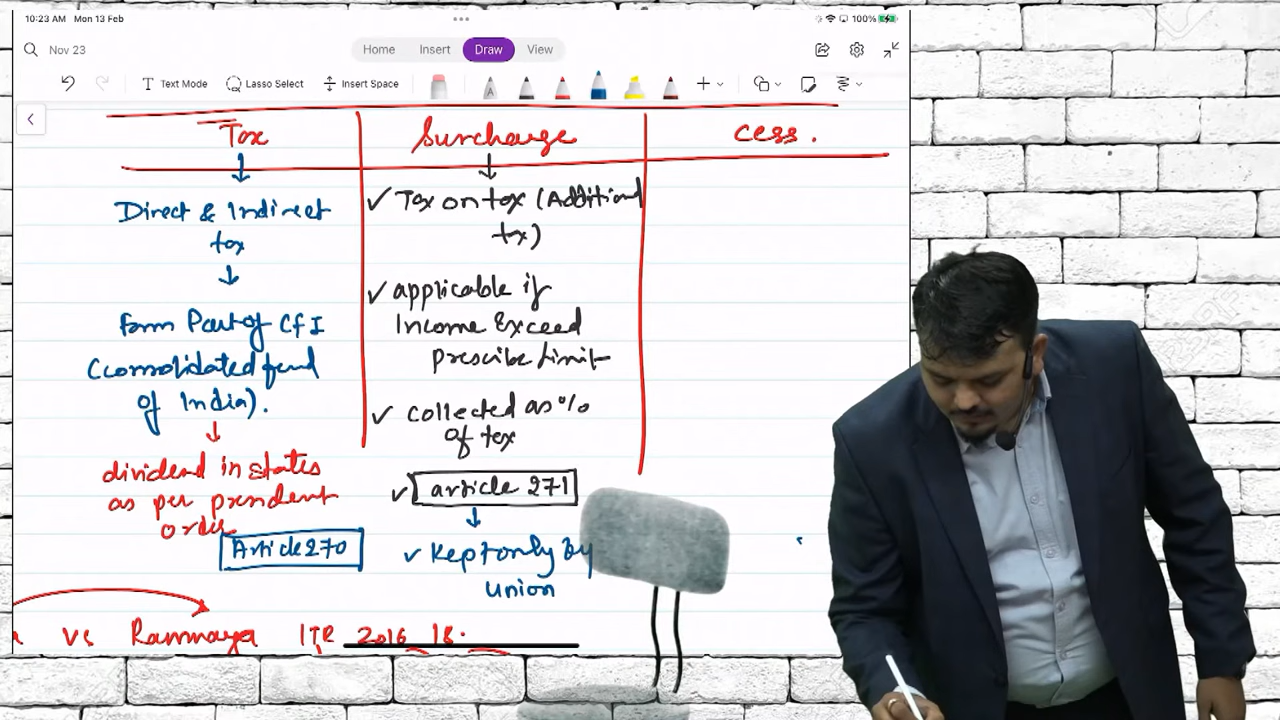 10:23 AM Mon 13 Feb
100%
Nov 23
Home Insert Draw View
Text Mode Lasso Select Insert Space
Tax
Surcharge
cess.
Direct & Indirect
tax
form Part of CFI
(consolidated fund
of India).
dividend in states
as per president
order
Article 270
Tax on tax (Additional
tax)
applicable if
Income Exceed
prescribe limit
collected as %
of tax
article 271
Kept only by
union
vs Rammaya ITR 2016 18.